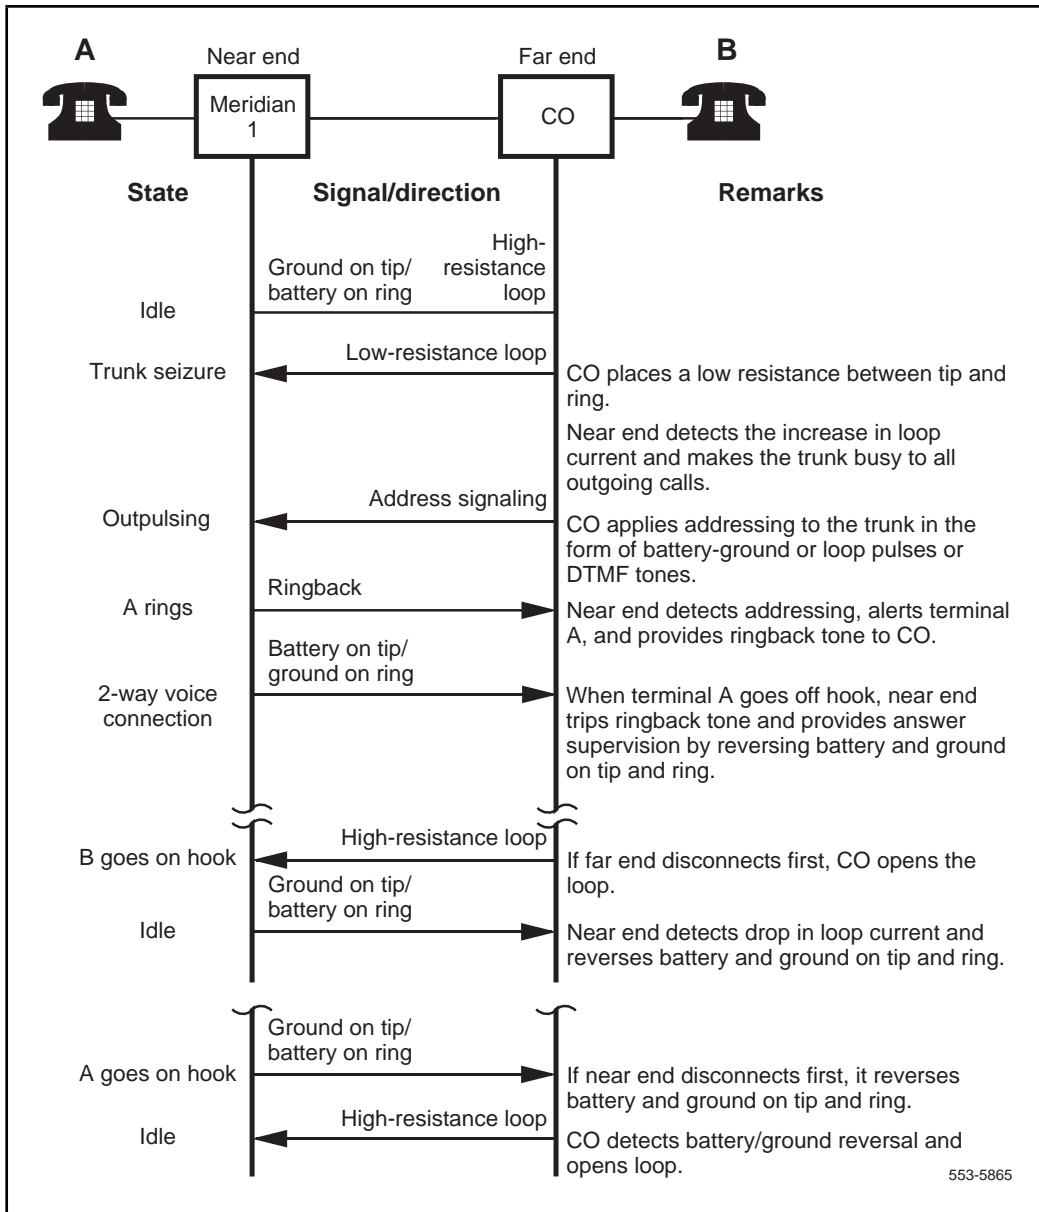 A
Near end
Far end
B
Meridian
1
CO
State
Signal/direction
Remarks
Ground on tip/
battery on ring
High-
resistance
loop
Idle
Low-resistance loop
Trunk seizure
CO places a low resistance between tip and
ring.
Near end detects the increase in loop
current and makes the trunk busy to all
outgoing calls.
Address signaling
Outpulsing
CO applies addressing to the trunk in the
form of battery-ground or loop pulses or
DTMF tones.
Ringback
A rings
Near end detects addressing, alerts terminal
A, and provides ringback tone to CO.
Battery on tip/
ground on ring
2-way voice
connection
When terminal A goes off hook, near end
trips ringback tone and provides answer
supervision by reversing battery and ground
on tip and ring.
High-resistance loop
B goes on hook
If far end disconnects first, CO opens the
loop.
Ground on tip/
battery on ring
Idle
Near end detects drop in loop current and
reverses battery and ground on tip and ring.
Ground on tip/
battery on ring
A goes on hook
If near end disconnects first, it reverses
battery and ground on tip and ring.
High-resistance loop
Idle
CO detects battery/ground reversal and
opens loop.
553-5865